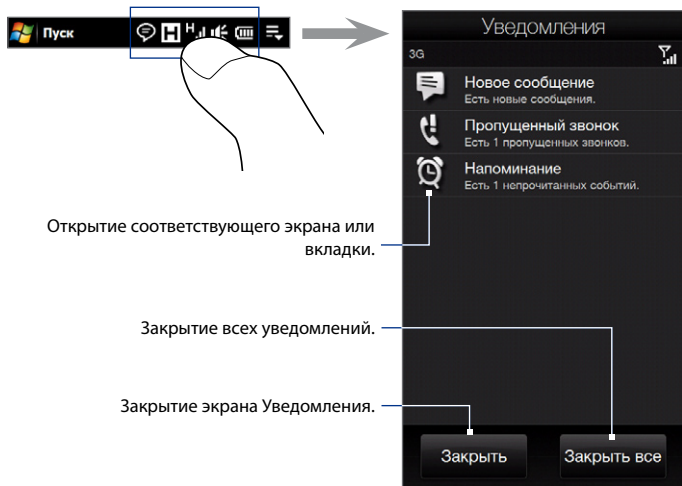 Пуск
H
H
Уведомления
3G
Новое сообщение
Есть новые сообщения.
Пропущенный звонок
Есть 1 пропущенных звонков.
Напоминание
Есть 1 непрочитанных событий.
Открытие соответствующего экрана или
вкладки.
Закрытие всех уведомлений.
Закрытие экрана Уведомления.
Закрыть
Закрыть все